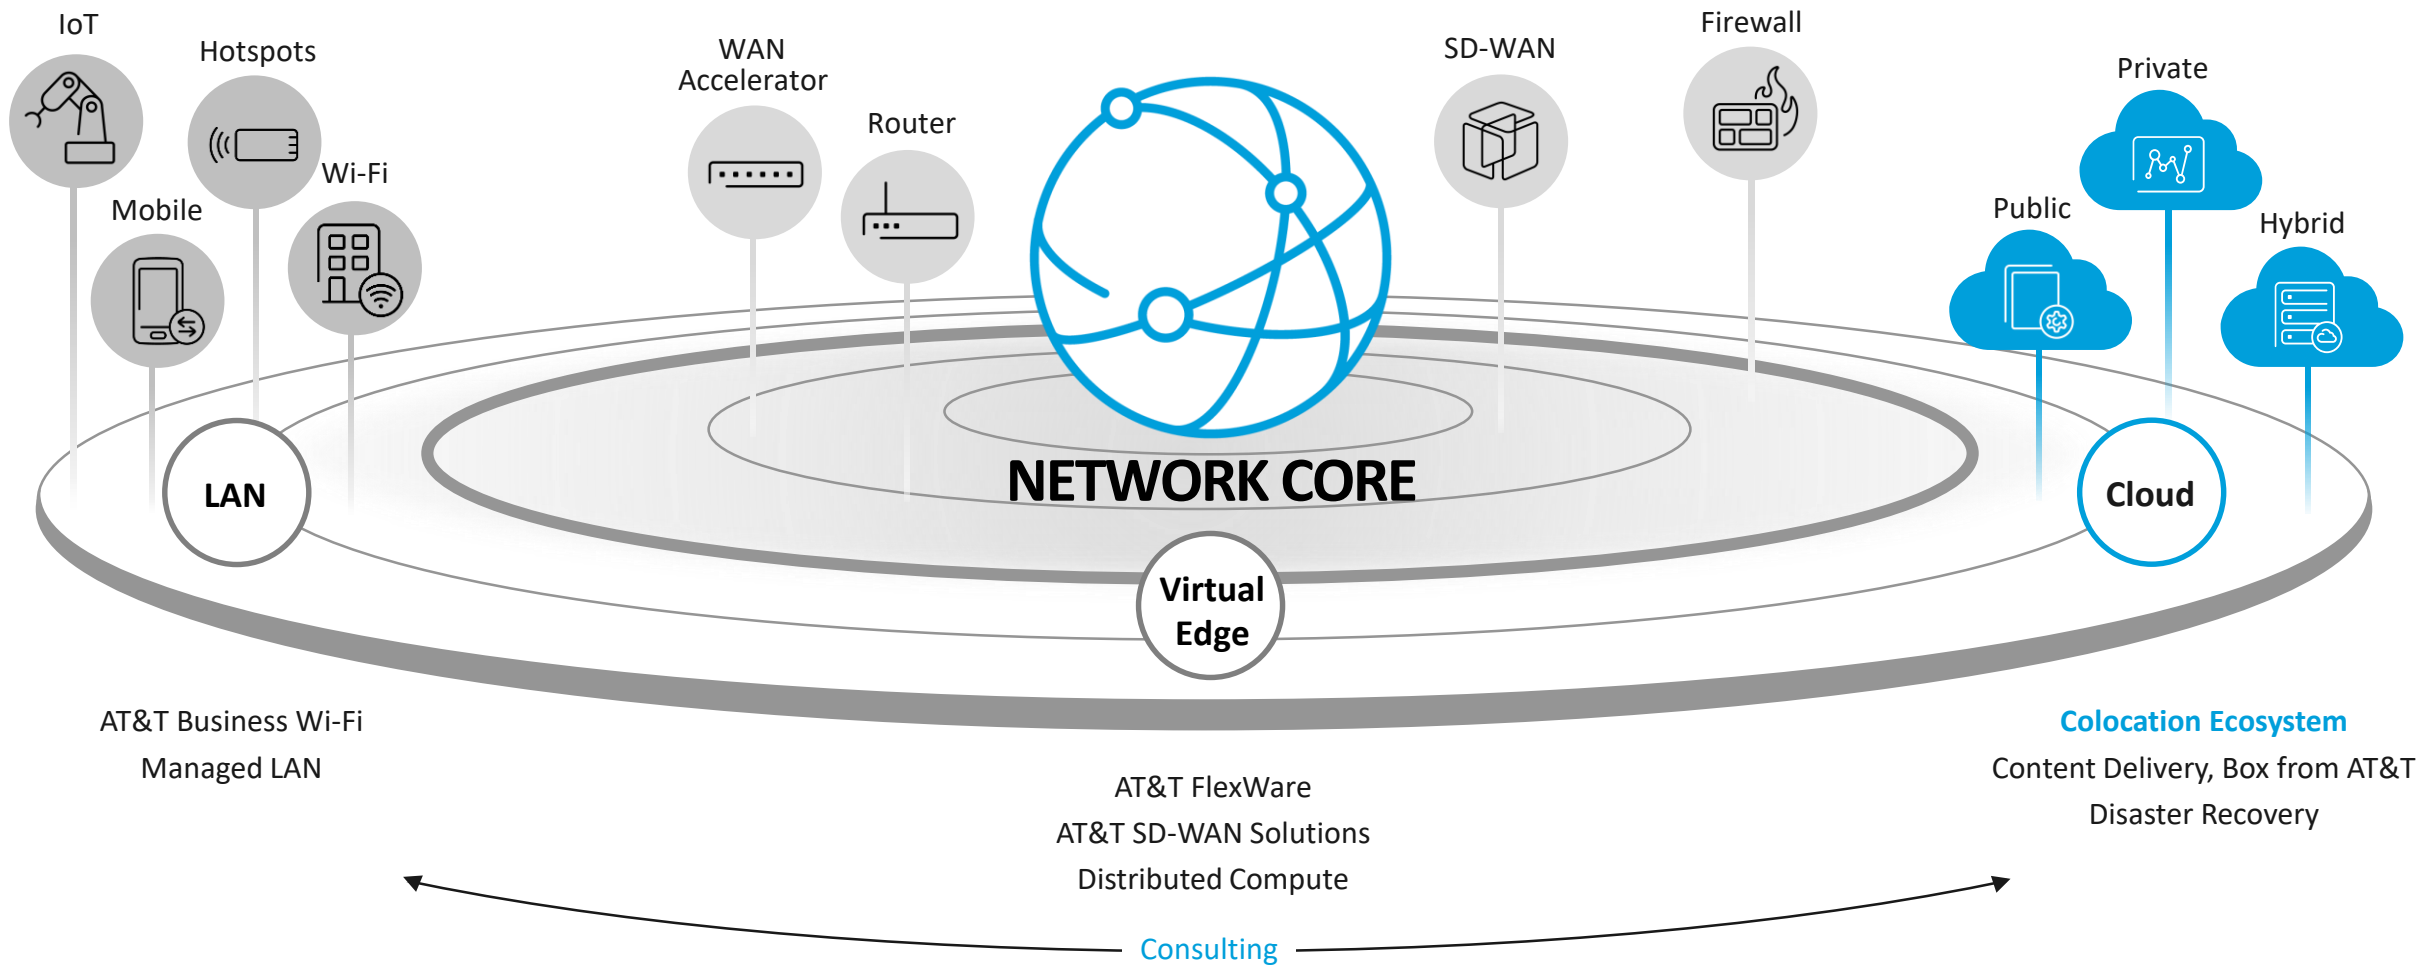 IoT
Hotspots
Mobile
Wi-Fi
WAN
Accelerator
Router
SD-WAN
Firewall
Private
Public
Hybrid
LAN
NETWORK CORE
Virtual
Edge
Cloud
AT&T Business Wi-Fi
Managed LAN
AT&T FlexWare
AT&T SD-WAN Solutions
Distributed Compute
Colocation Ecosystem
Content Delivery, Box from AT&T
Disaster Recovery
Consulting